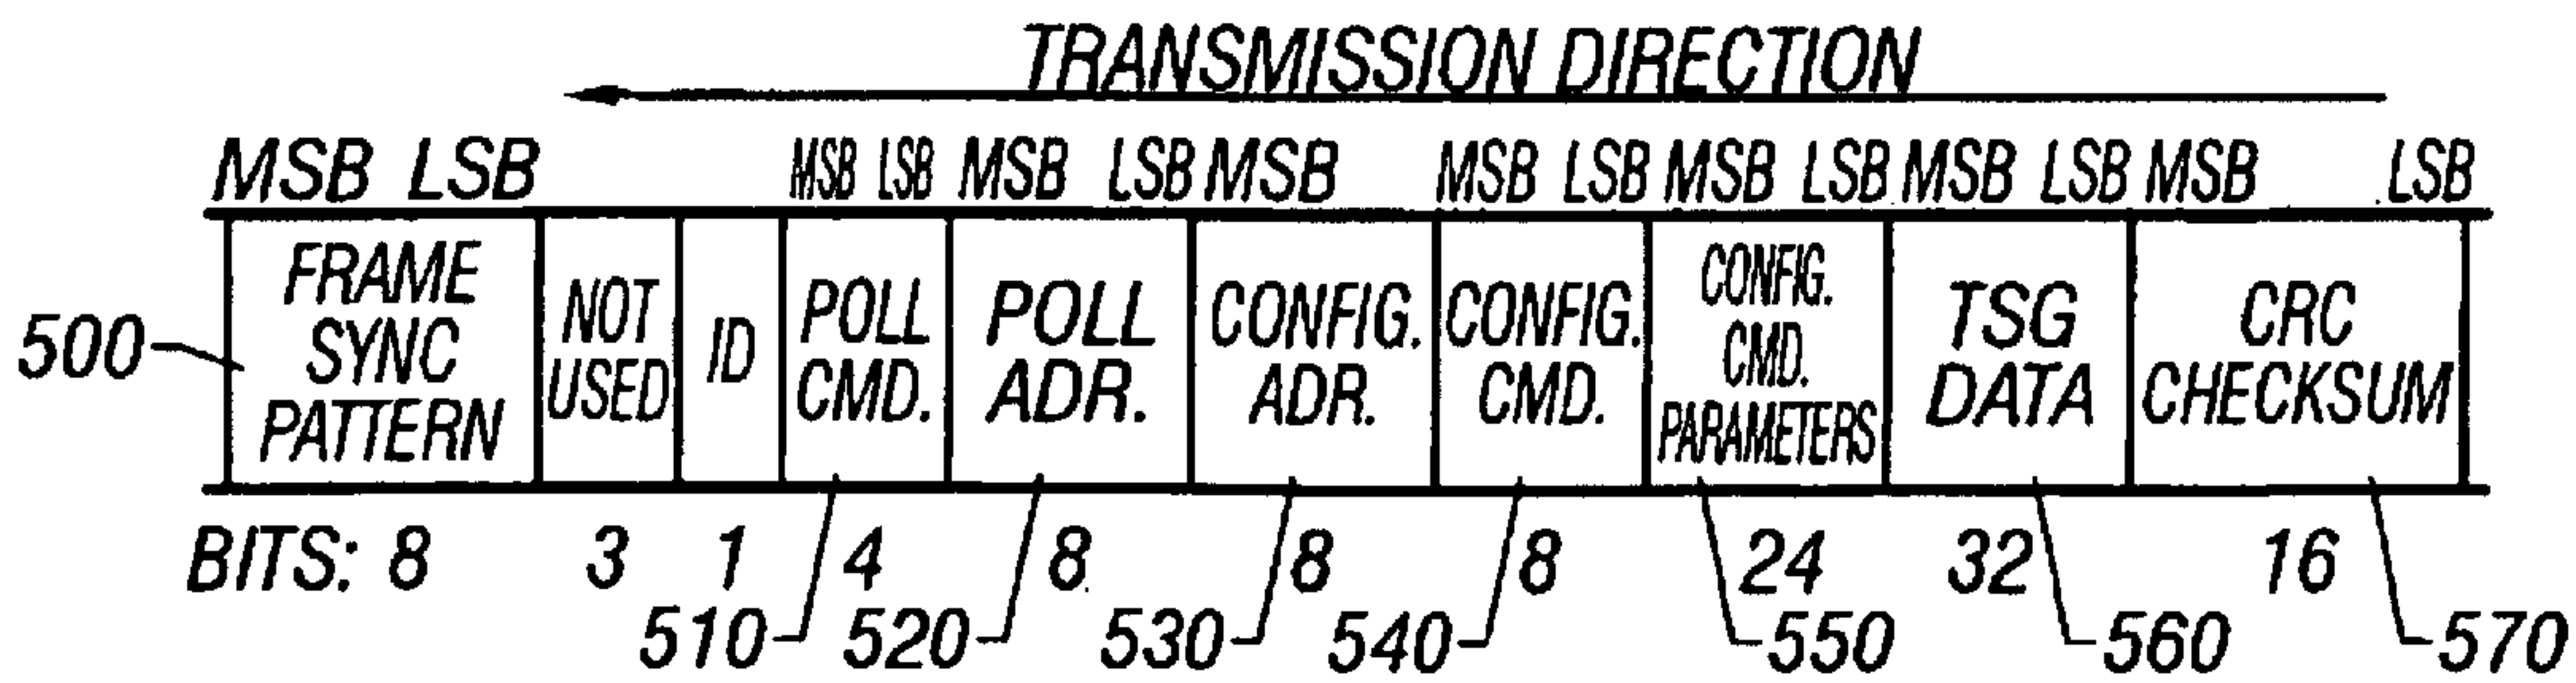 TRANSMISSION DIRECTION
MSB LSB MSB LSB MSB LSB MSB MSB LSB MSB LSB MSB LSB MSB LSB
500
FRAME
SYNC
PATTERN
NOT
USED
ID
POLL
CMD.
POLL
ADR.
CONFIG.
ADR.
CONFIG.
CMD.
CONFIG.
CMD.
PARAMETERS
TSG
DATA
CRC
CHECKSUM
BITS: 8 3 1 4 8 8 8 24 32 16
510 520 530 540 550 560 570